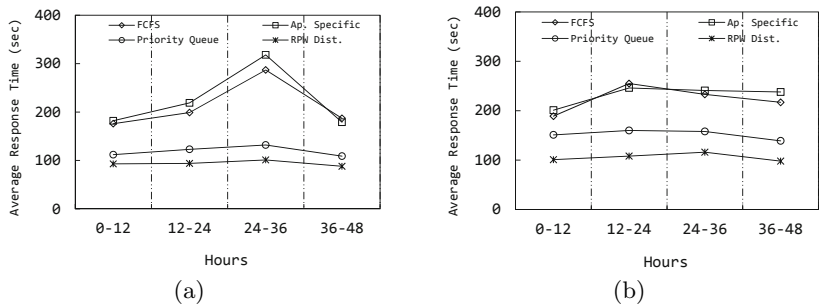 400
300
200
100
0
Average Response Time (sec)
FCFS
Ap. Specific
Priority Queue
RPW Dist.
0-12 12-24 24-36 36-48
Hours
(a)
400
300
200
100
0
Average Response Time (sec)
FCFS
Ap. Specific
Priority Queue
RPW Dist.
0-12 12-24 24-36 36-48
Hours
(b)